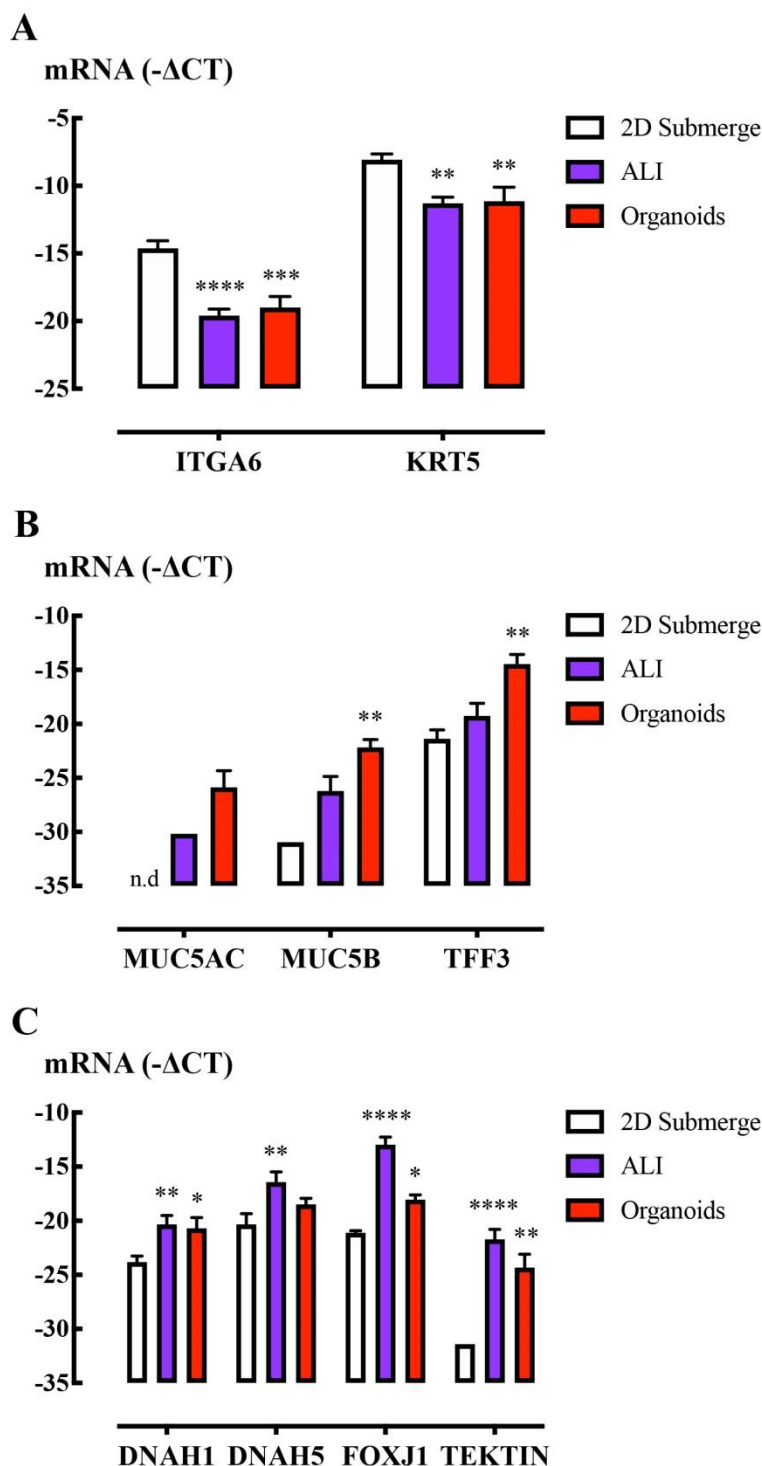 A
mRNA (-ΔCT)
-5
-10
-15
-20
-25
**** *** ** **
ITGA6 KRT5
2D Submerge
ALI
Organoids
B
mRNA (-ΔCT)
-10
-15
-20
-25
-30
-35
n.d ** **
MUC5AC MUC5B TFF3
2D Submerge
ALI
Organoids
C
mRNA (-ΔCT)
-10
-15
-20
-25
-30
-35
** * ** **** * **** **
DNAH1 DNAH5 FOXJ1 TEKTIN
2D Submerge
ALI
Organoids